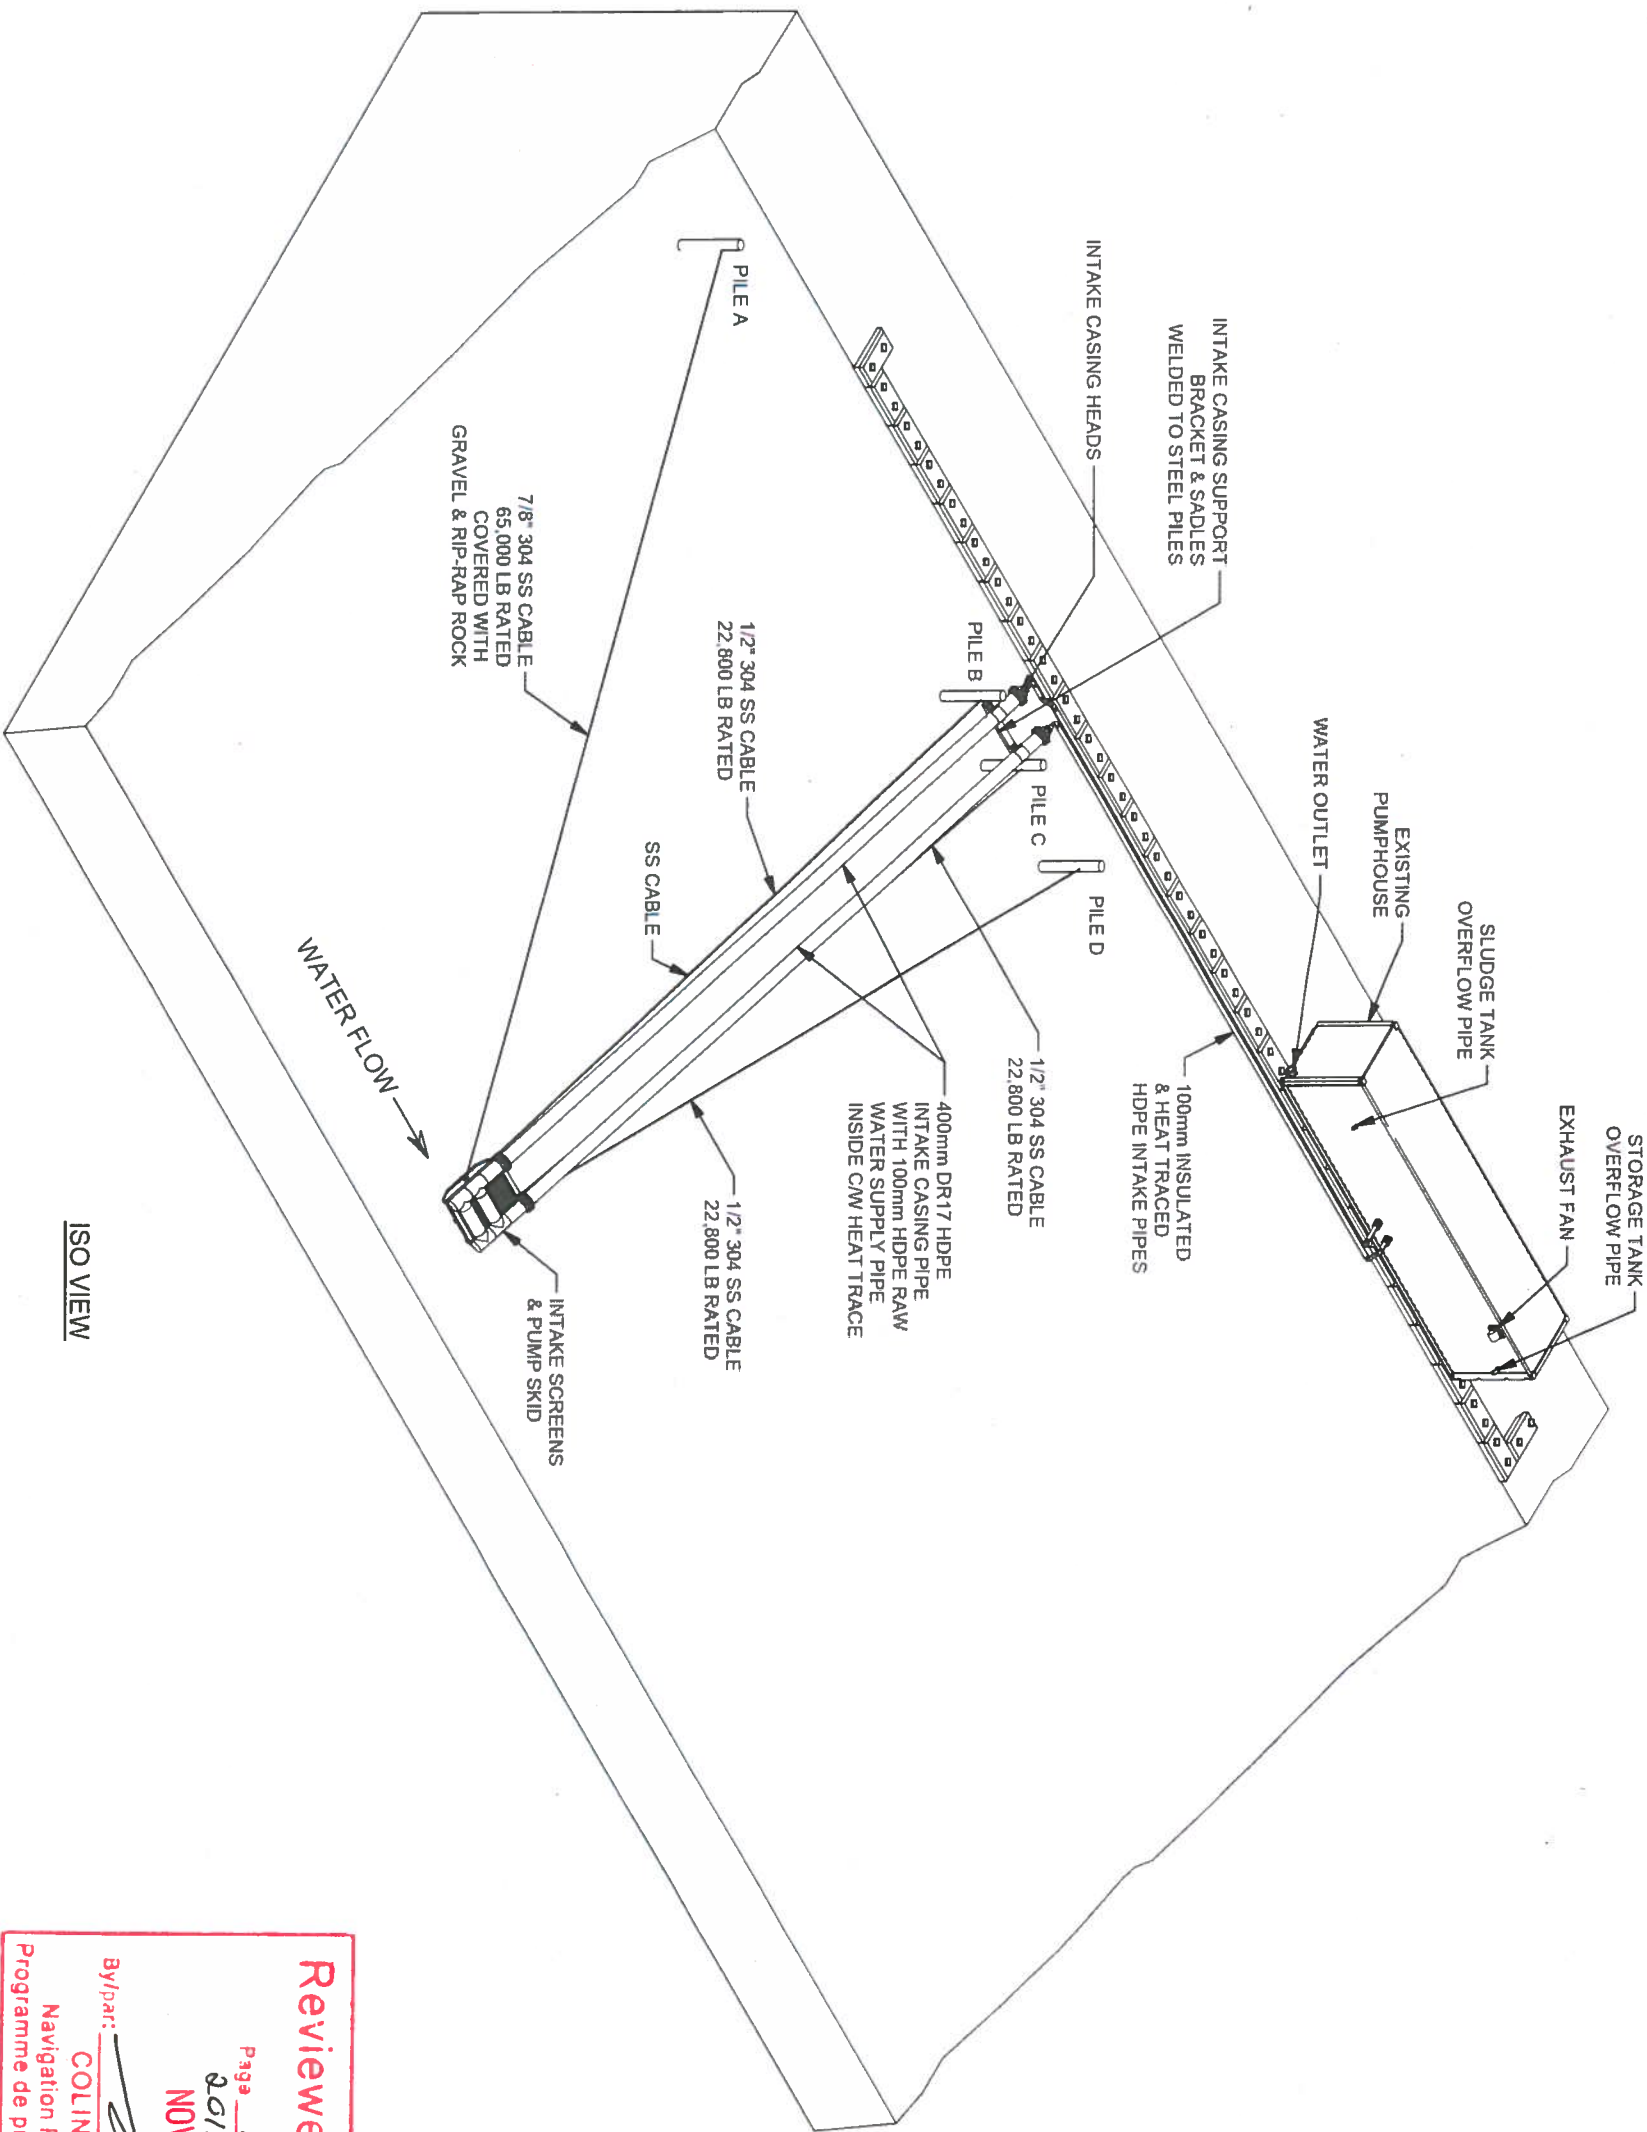 STORAGE TANK
OVERFLOW PIPE
EXHAUST FAN
SLUDGE TANK
OVERFLOW PIPE
EXISTING
PUMPHOUSE
WATER OUTLET
INTAKE CASING SUPPORT
BRACKET & SADLES
WELDED TO STEEL PILES
INTAKE CASING HEADS
100mm INSULATED
& HEAT TRACED
HDPE INTAKE PIPES
PILE A
PILE B
PILE C
PILE D
1/2" 304 SS CABLE
22,800 LB RATED
400mm DR17 HDPE
INTAKE CASING PIPE
WITH 100mm HDPE RAW
WATER SUPPLY PIPE
INSIDE C/W HEAT TRACE
1/2" 304 SS CABLE
22,800 LB RATED
1/2" 304 SS CABLE
22,800 LB RATED
SS CABLE
7/8" 304 SS CABLE
65,000 LB RATED
COVERED WITH
GRAVEL & RIP-RAP ROCK
INTAKE SCREENS
& PUMP SKID
WATER FLOW
ISO VIEW
Page
NOV
By/par:
COLIN
Navigation
Programme de